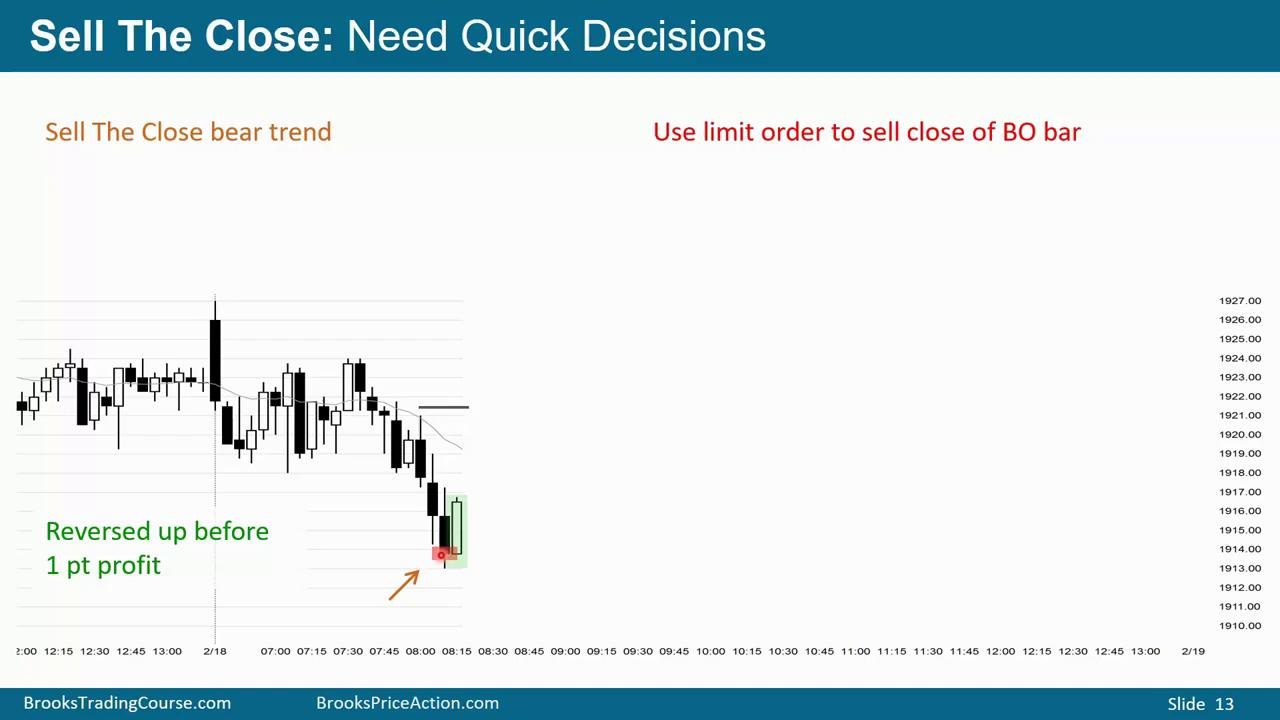 Sell The Close: Need Quick Decisions
Sell The Close bear trend
Use limit order to sell close of BO bar
1927.00
1926.00
1925.00
1924.00
1923.00
1922.00
1921.00
1920.00
1919.00
1918.00
1917.00
1916.00
1915.00
1914.00
1913.00
1912.00
1911.00
1910.00
Reversed up before
1 pt profit
2:00 12:15 12:30 12:45 13:00 2/18 07:00 07:15 07:30 07:45 08:00 08:15 08:30 08:45 09:00 09:15 09:30 09:45 10:00 10:15 10:30 10:45 11:00 11:15 11:30 11:45 12:00 12:15 12:30 12:45 13:00 2/19
BrooksTradingCourse.com
BrooksPriceAction.com
Slide 13